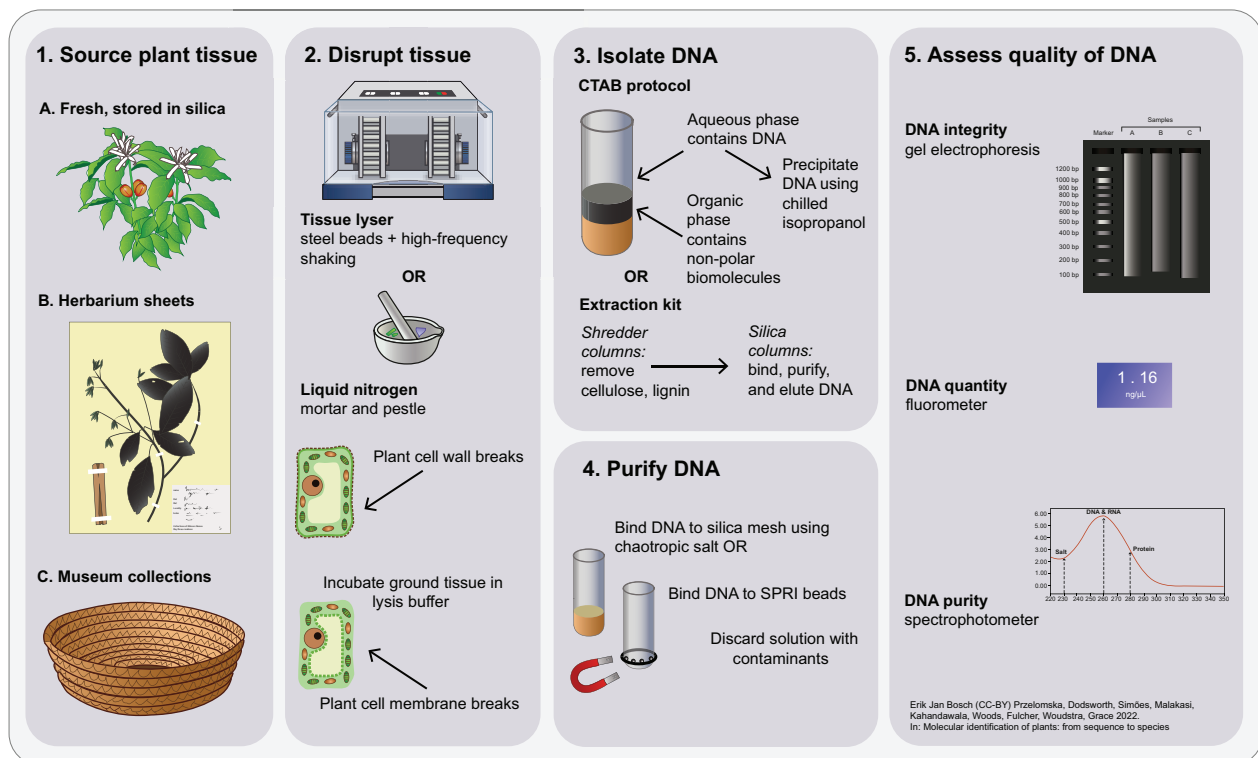 1. Source plant tissue
A. Fresh, stored in silica
B. Herbarium sheets
C. Museum collections
2. Disrupt tissue
Tissue lyser
steel beads + high-frequency
shaking
OR
Liquid nitrogen
mortar and pestle
Plant cell wall breaks
Incubate ground tissue in
lysis buffer
Plant cell membrane breaks
3. Isolate DNA
CTAB protocol
Aqueous phase
contains DNA
Precipitate
DNA using
chilled
isopropanol
Organic
phase
contains
non-polar
biomolecules
OR
Extraction kit
Shredder
columns:
remove
cellulose, lignin
Silica
columns:
bind, purify,
and elute DNA
4. Purify DNA
Bind DNA to silica mesh using
chaotropic salt OR
Bind DNA to SPRI beads
Discard solution with
contaminants
5. Assess quality of DNA
DNA integrity
gel electrophoresis
Samples
Marker A B C
1200 bp
1000 bp
900 bp
800 bp
700 bp
600 bp
500 bp
400 bp
300 bp
200 bp
100 bp
DNA quantity
fluorometer
1 . 16
ng/µL
DNA purity
spectrophotometer
6.00
5.00
4.00
3.00
2.00
1.00
0.00
DNA & RNA
Salt
Protein
220 230 240 250 260 270 280 290 300 310 320 330 340 350
Erik Jan Bosch (CC-BY) Przelomska, Dodsworth, Simões, Malakasi,
Kahandawala, Woods, Fulcher, Woudstra, Grace 2022.
In: Molecular identification of plants: from sequence to species